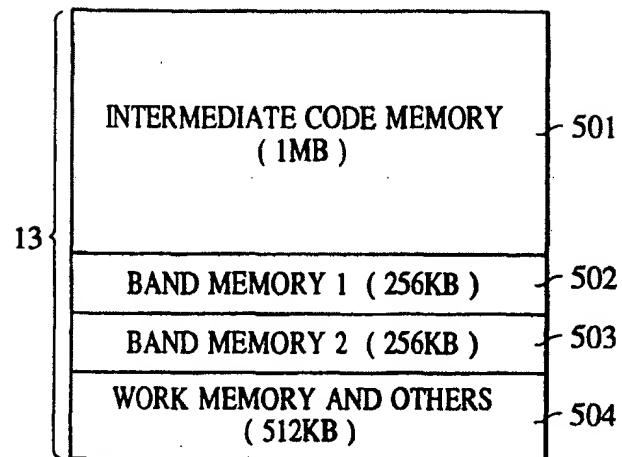 INTERMEDIATE CODE MEMORY
( 1MB )
501
13
BAND MEMORY 1 ( 256KB )
502
BAND MEMORY 2 ( 256KB )
503
WORK MEMORY AND OTHERS
( 512KB )
504